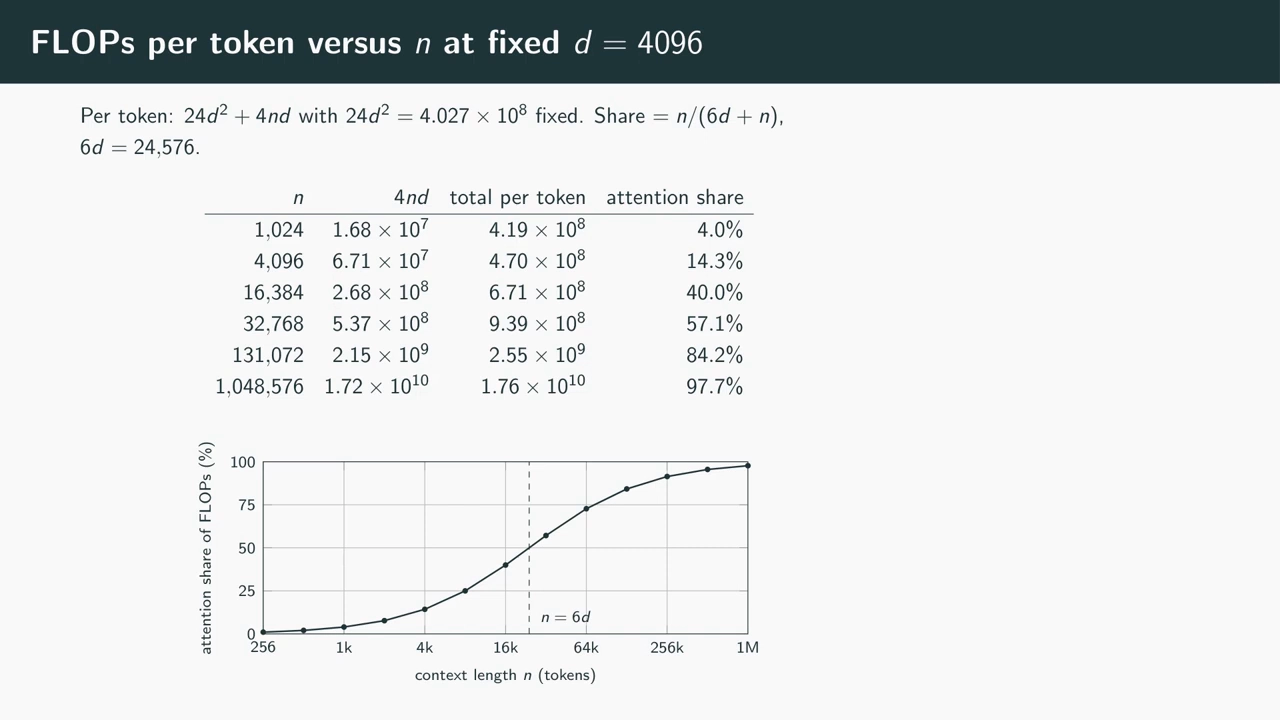 FLOPs per token versus n at fixed d = 4096
Per token: 24d² + 4nd with 24d² = 4.027 × 10⁸ fixed. Share = n/(6d + n),
6d = 24,576.
n 4nd total per token attention share
1,024 1.68 × 10⁷ 4.19 × 10⁸ 4.0%
4,096 6.71 × 10⁷ 4.70 × 10⁸ 14.3%
16,384 2.68 × 10⁸ 6.71 × 10⁸ 40.0%
32,768 5.37 × 10⁸ 9.39 × 10⁸ 57.1%
131,072 2.15 × 10⁹ 2.55 × 10⁹ 84.2%
1,048,576 1.72 × 10¹⁰ 1.76 × 10¹⁰ 97.7%
attention share of FLOPs (%)
100
75
50
25
0
n = 6d
256 1k 4k 16k 64k 256k 1M
context length n (tokens)